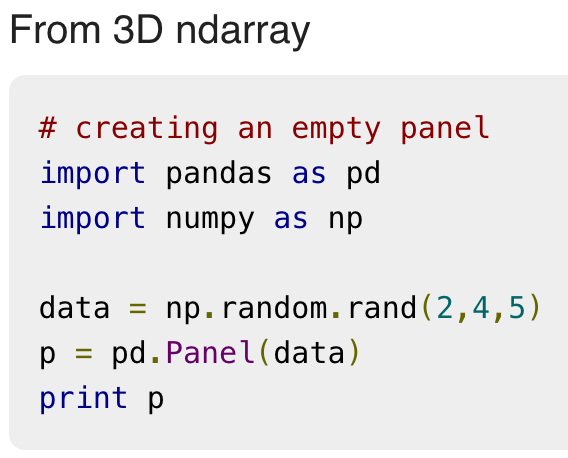 From 3D ndarray
# creating an empty panel
import pandas as pd
import numpy as np
data = np.random.rand(2,4,5)
p = pd.Panel(data)
print p